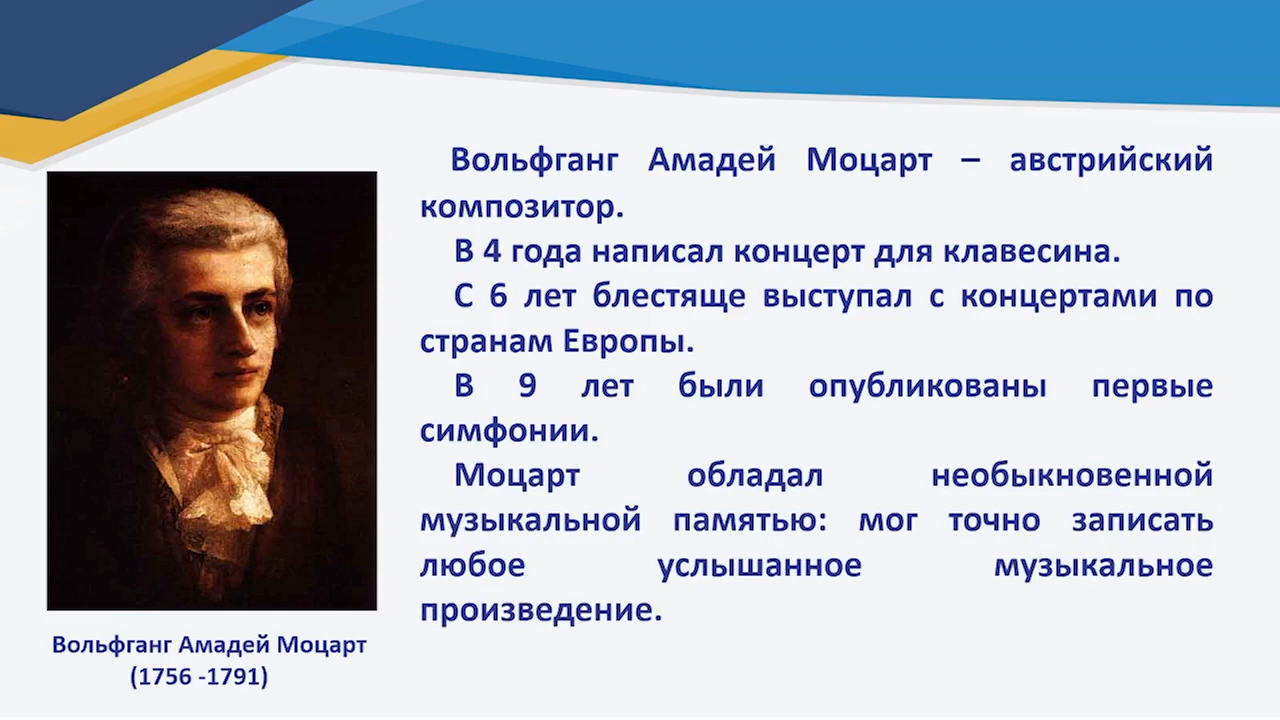 Вольфганг Амадей Моцарт – австрийский
композитор.
В 4 года написал концерт для клавесина.
С 6 лет блестяще выступал с концертами по
странам Европы.
В 9 лет были опубликованы первые
симфонии.
Моцарт обладал необыкновенной
музыкальной памятью: мог точно записать
любое услышанное музыкальное
произведение.
Вольфганг Амадей Моцарт
(1756 -1791)